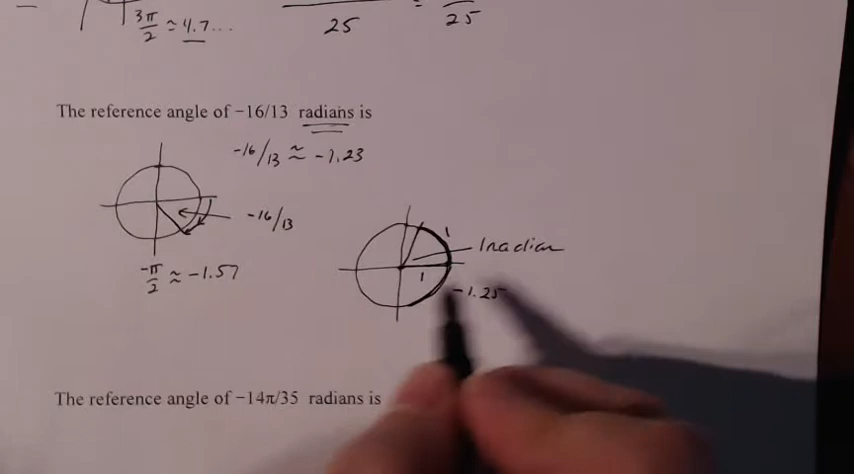 3π/2 ≈ 4.7...
25
= 25
The reference angle of −16/13 radians is
-16/13 ≈ -1.23
-16/13
-π/2 ≈ -1.57
1
1 radian
1
-1.25
The reference angle of −14π/35 radians is